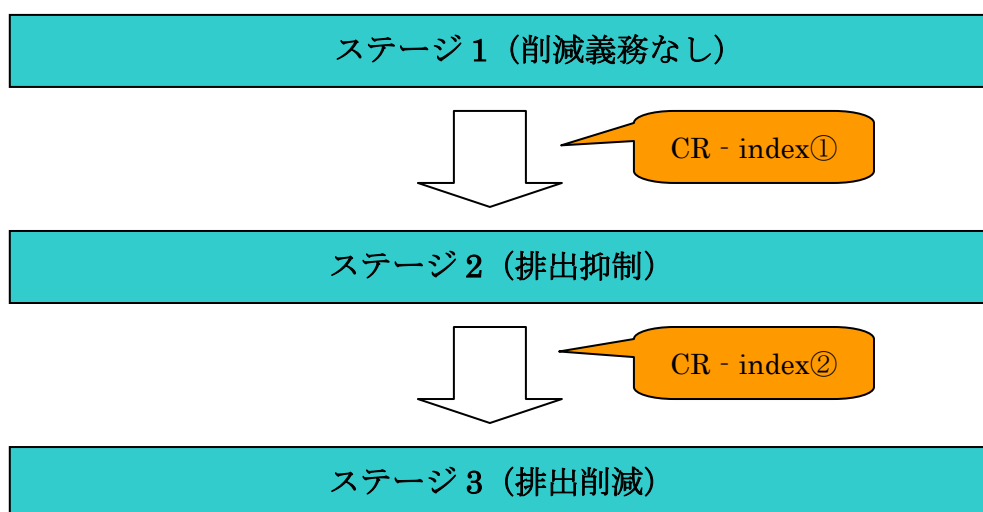 ステージ 1（削減義務なし）
CR‐index①
ステージ 2（排出抑制）
CR‐index②
ステージ 3（排出削減）